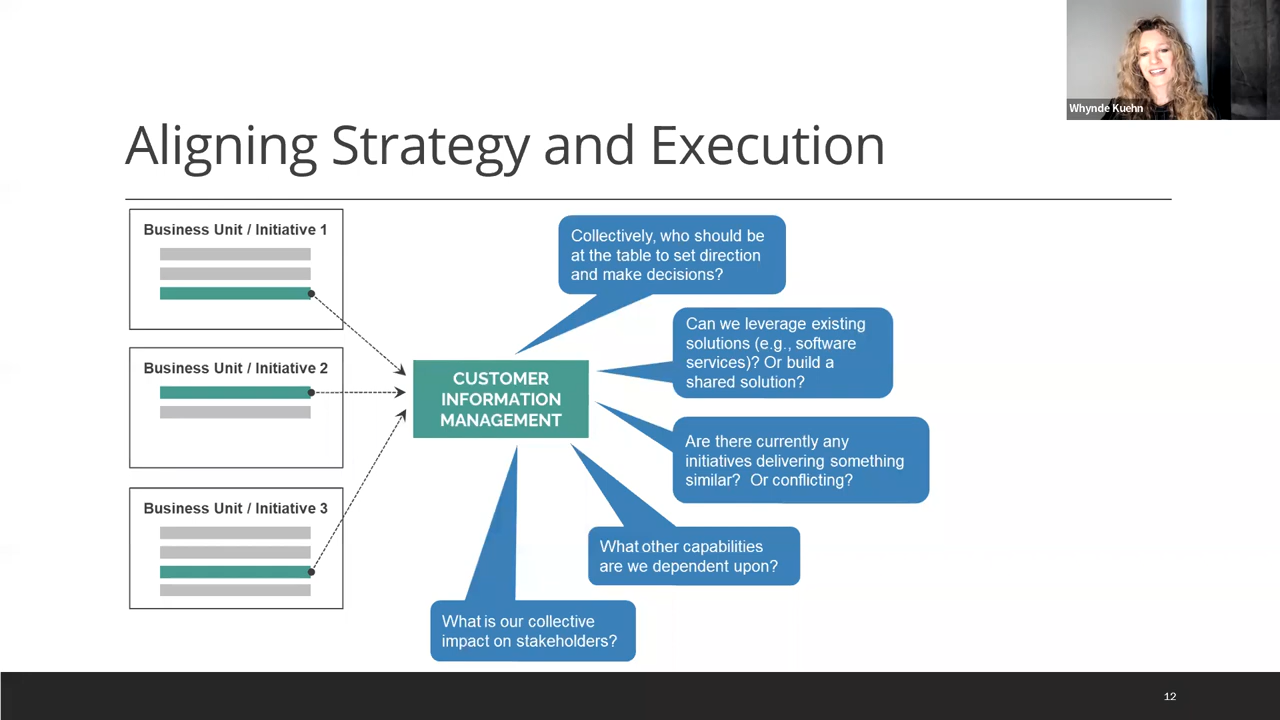 Whynde Kuehn
Aligning Strategy and Execution
Business Unit / Initiative 1
Business Unit / Initiative 2
Business Unit / Initiative 3
CUSTOMER
INFORMATION
MANAGEMENT
Collectively, who should be
at the table to set direction
and make decisions?
Can we leverage existing
solutions (e.g., software
services)? Or build a
shared solution?
Are there currently any
initiatives delivering something
similar? Or conflicting?
What other capabilities
are we dependent upon?
What is our collective
impact on stakeholders?
12